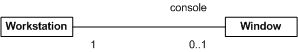 console
Workstation
Window
1
0..1